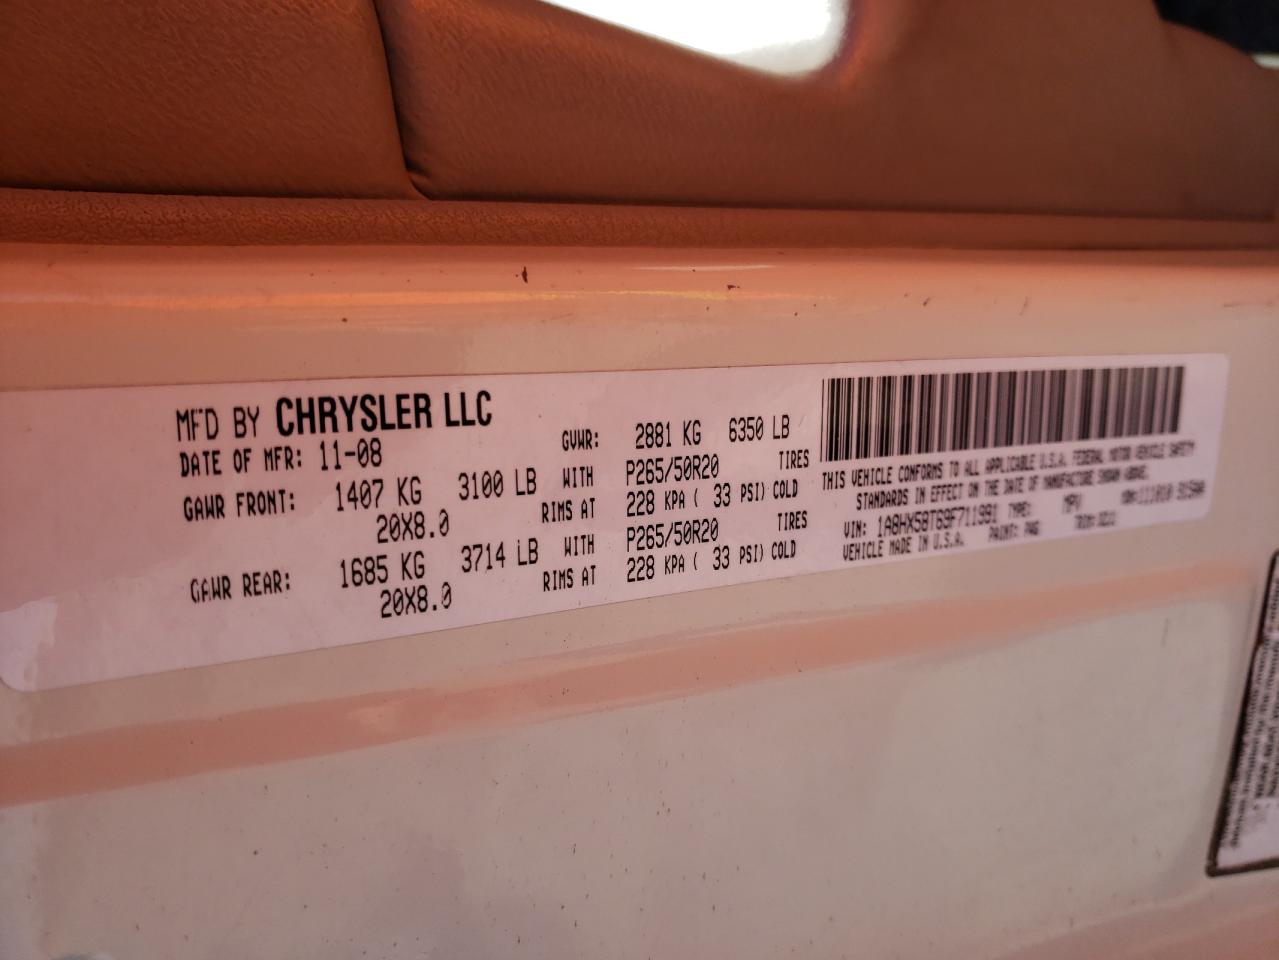 MFD BY CHRYSLER LLC
DATE OF MFR: 11-08 GVWR: 2881 KG 6350 LB
GAWR FRONT: 1407 KG 3100 LB WITH P265/50R20 TIRES
20X8.0 RIMS AT 228 KPA ( 33 PSI) COLD
GAWR REAR: 1685 KG 3714 LB WITH P265/50R20 TIRES
20X8.0 RIMS AT 228 KPA ( 33 PSI) COLD
THIS VEHICLE CONFORMS TO ALL APPLICABLE U.S.A. FEDERAL MOTOR VEHICLE SAFETY
STANDARDS IN EFFECT ON THE DATE OF MANUFACTURE SHOWN ABOVE.
VIN: 1A8HX58T69F711991 TYPE: MPV
VEHICLE MADE IN U.S.A. PAINT: TRIM: